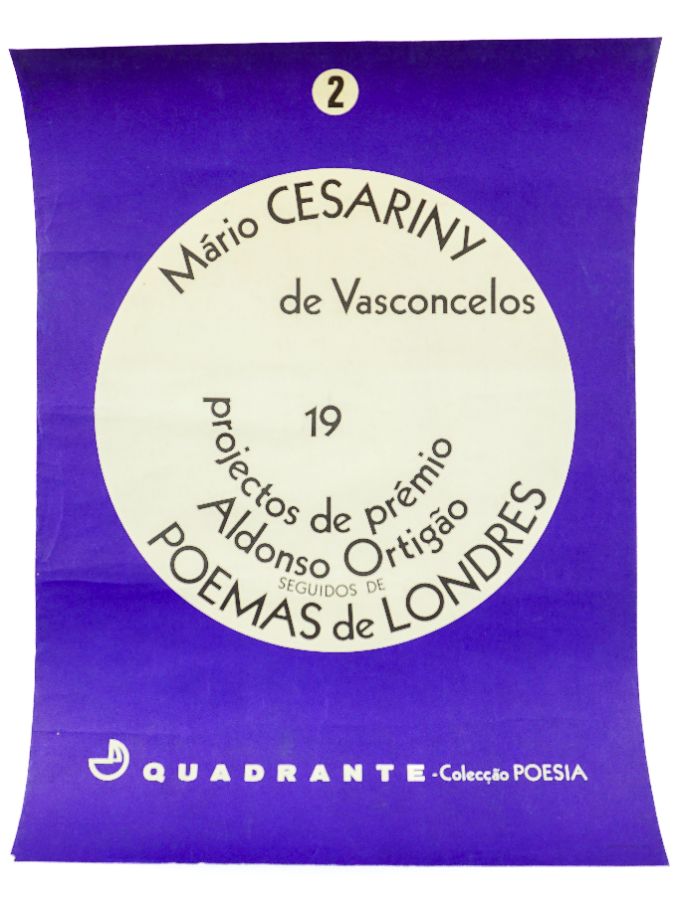 2
Mário CESARINY
de Vasconcelos
19
projectos de prémio
Aldonso Ortigão
SEGUIDOS DE
POEMAS de LONDRES
QUADRANTE - Colecção POESIA